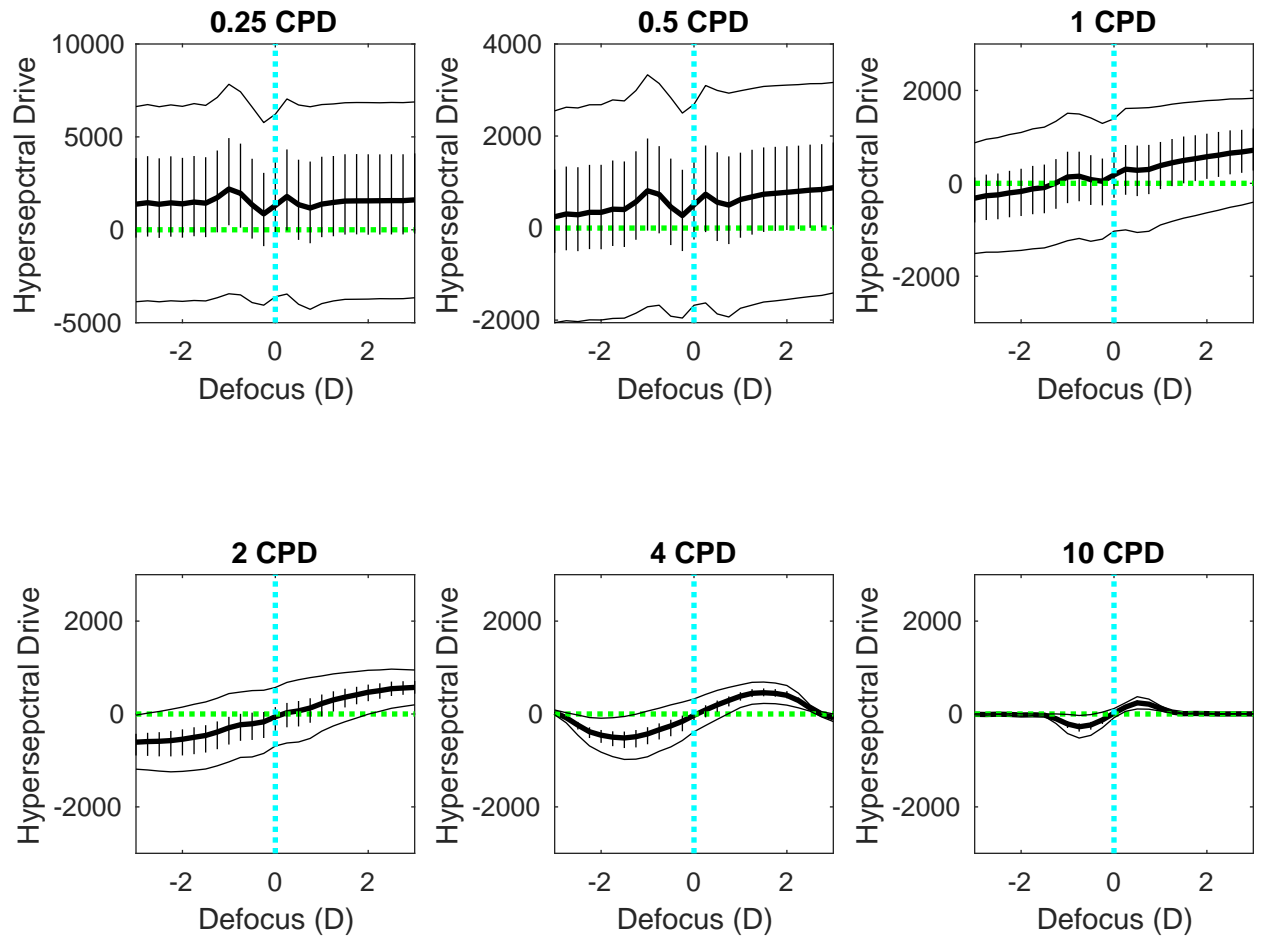 0.25 CPD
10000
5000
0
-5000
Hypersepctral Drive
-2 0 2
Defocus (D)
0.5 CPD
4000
2000
0
-2000
Hypersepctral Drive
-2 0 2
Defocus (D)
1 CPD
2000
0
-2000
Hypersepctral Drive
-2 0 2
Defocus (D)
2 CPD
2000
0
-2000
Hypersepctral Drive
-2 0 2
Defocus (D)
4 CPD
2000
0
-2000
Hypersepctral Drive
-2 0 2
Defocus (D)
10 CPD
2000
0
-2000
Hypersepctral Drive
-2 0 2
Defocus (D)